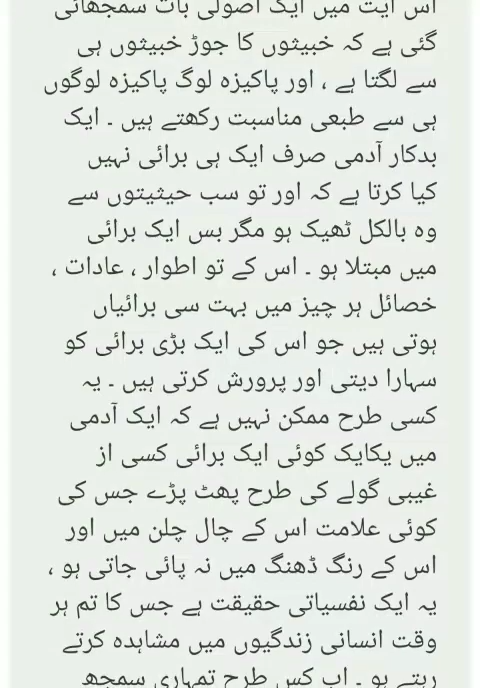 اس آیت میں ایک اصولی بات سمجھائی
گئی ہے کہ خبیثوں کا جوڑ خبیثوں ہی
سے لگتا ہے ، اور پاکیزہ لوگ پاکیزہ لوگوں
ہی سے طبعی مناسبت رکھتے ہیں ۔ ایک
بدکار آدمی صرف ایک ہی برائی نہیں
کیا کرتا ہے کہ اور تو سب حیثیتوں سے
وہ بالکل ٹھیک ہو مگر بس ایک برائی
میں مبتلا ہو ۔ اس کے تو اطوار ، عادات ،
خصائل ہر چیز میں بہت سی برائیاں
ہوتی ہیں جو اس کی ایک بڑی برائی کو
سہارا دیتی اور پرورش کرتی ہیں ۔ یہ
کسی طرح ممکن نہیں ہے کہ ایک آدمی
میں یکایک کوئی ایک برائی کسی از
غیبی گولے کی طرح پھٹ پڑے جس کی
کوئی علامت اس کے چال چلن میں اور
اس کے رنگ ڈھنگ میں نہ پائی جاتی ہو ،
یہ ایک نفسیاتی حقیقت ہے جس کا تم ہر
وقت انسانی زندگیوں میں مشاہدہ کرتے
رہتے ہو ۔ اب کس طرح تمہاری سمجھ